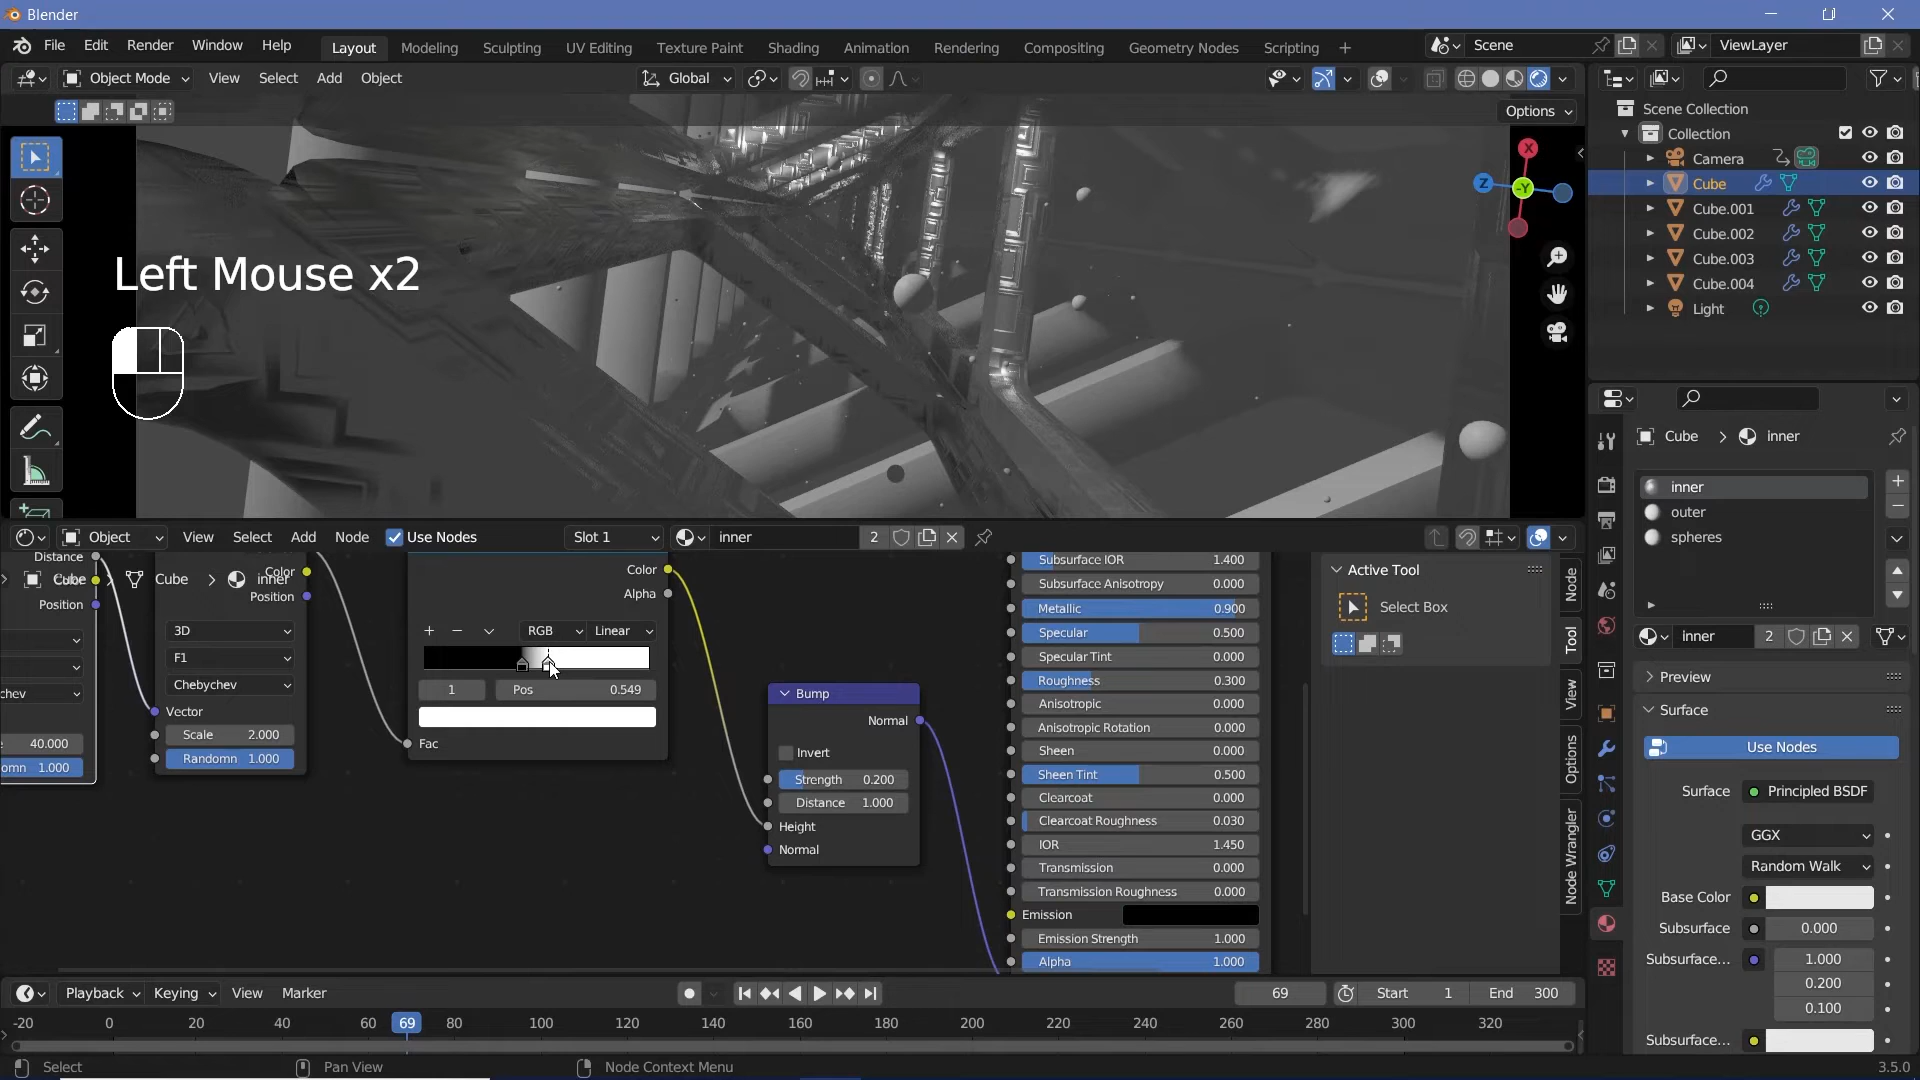 Blender
File Edit Render Window Help Layout Modeling Sculpting UV Editing Texture Paint Shading Animation Rendering Compositing Geometry Nodes Scripting + Scene ViewLayer
Object Mode View Select Add Object Global
Options
Left Mouse x2
X
Z
-Y
Scene Collection
Collection
Camera
Cube
Cube.001
Cube.002
Cube.003
Cube.004
Light
Cube > inner
inner
outer
spheres
inner 2
Preview
Surface
Use Nodes
Surface Principled BSDF
GGX
Random Walk
Base Color
Subsurface 0.000
Subsurface... 1.000
0.200
0.100
Subsurface...
Object View Select Add Node Use Nodes Slot 1 inner 2
Cube > Cube > inner
Distance
Color
Position
chev
40.000
omn 1.000
Color
Position
3D
F1
Chebychev
Vector
Scale 2.000
Randomn 1.000
Color
Alpha
RGB Linear
1 Pos 0.549
Fac
Bump
Normal
Invert
Strength 0.200
Distance 1.000
Height
Normal
Subsurface IOR 1.400
Subsurface Anisotropy 0.000
Metallic 0.900
Specular 0.500
Specular Tint 0.000
Roughness 0.300
Anisotropic 0.000
Anisotropic Rotation 0.000
Sheen 0.000
Sheen Tint 0.500
Clearcoat 0.000
Clearcoat Roughness 0.030
IOR 1.450
Transmission 0.000
Transmission Roughness 0.000
Emission
Emission Strength 1.000
Alpha 1.000
Active Tool
Select Box
Node
Tool
View
Options
Node Wrangler
Playback Keying View Marker 69 Start 1 End 300
-20 0 20 40 60 69 80 100 120 140 160 180 200 220 240 260 280 300 320
Select Pan View Node Context Menu 3.5.0